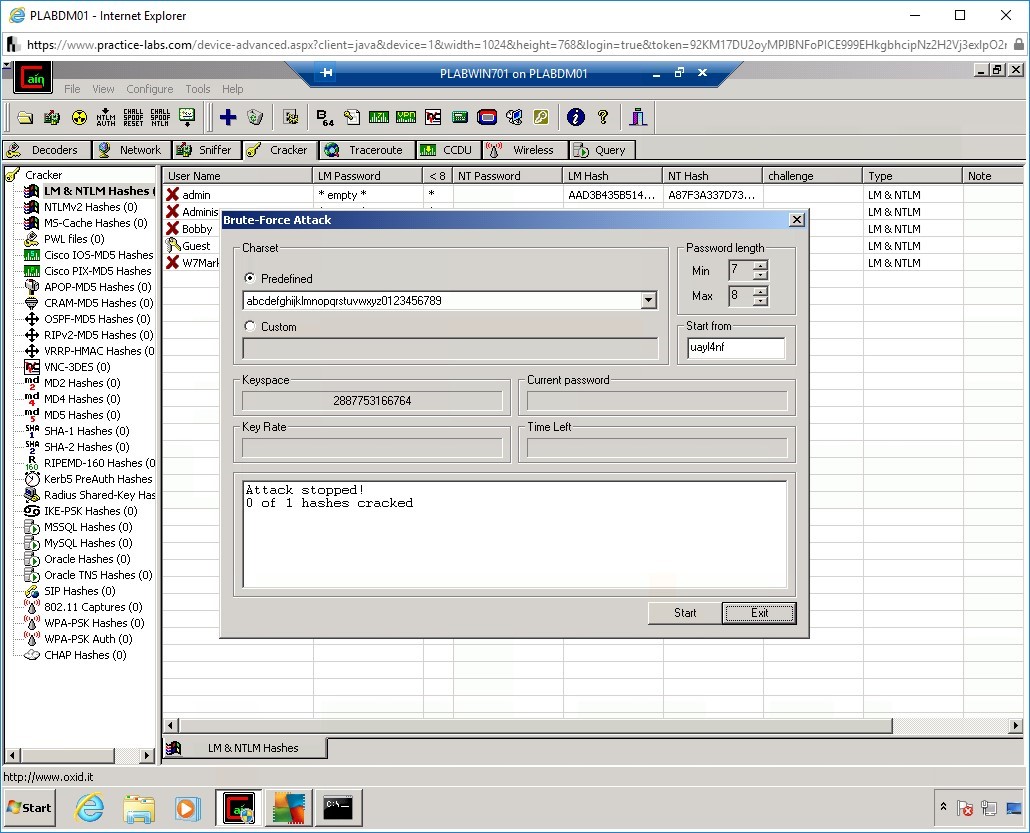 PLABDM01 - Internet Explorer
https://www.practice-labs.com/device-advanced.aspx?client=java&device=1&width=1024&height=768&login=true&token=92KM17DU2oyMPJBNFoPICE999EHkgbhcipNz2H2Vj3exIpO2
Cain
File View Configure Tools Help
PLABWIN701 on PLABDM01
NTLM AUTH
CHALL SPOOF RESET
CHALL SPOOF NTLM
B64
Decoders Network Sniffer Cracker Traceroute CCDU Wireless Query
Cracker
LM & NTLM Hashes (
NTLMv2 Hashes (0)
MS-Cache Hashes (0)
PWL files (0)
Cisco IOS-MD5 Hashes
Cisco PIX-MD5 Hashes
APOP-MD5 Hashes (0)
CRAM-MD5 Hashes (0)
OSPF-MD5 Hashes (0)
RIPv2-MD5 Hashes (0)
VRRP-HMAC Hashes (0
VNC-3DES (0)
MD2 Hashes (0)
MD4 Hashes (0)
MD5 Hashes (0)
SHA-1 Hashes (0)
SHA-2 Hashes (0)
RIPEMD-160 Hashes (0
Kerb5 PreAuth Hashes
Radius Shared-Key Has
IKE-PSK Hashes (0)
MSSQL Hashes (0)
MySQL Hashes (0)
Oracle Hashes (0)
Oracle TNS Hashes (0)
SIP Hashes (0)
802.11 Captures (0)
WPA-PSK Hashes (0)
WPA-PSK Auth (0)
CHAP Hashes (0)
User Name LM Password < 8 NT Password LM Hash NT Hash challenge Type Note
admin * empty * * AAD3B435B514... A87F3A337D73... LM & NTLM
Adminis LM & NTLM
Bobby LM & NTLM
Guest LM & NTLM
W7Mark LM & NTLM
Brute-Force Attack
Charset
Predefined
abcdefghijklmnopqrstuvwxyz0123456789
Custom
Password length
Min 7
Max 8
Start from
uayl4nf
Keyspace
2887753166764
Current password
Key Rate
Time Left
Attack stopped!
0 of 1 hashes cracked
Start Exit
LM & NTLM Hashes
http://www.oxid.it
Start